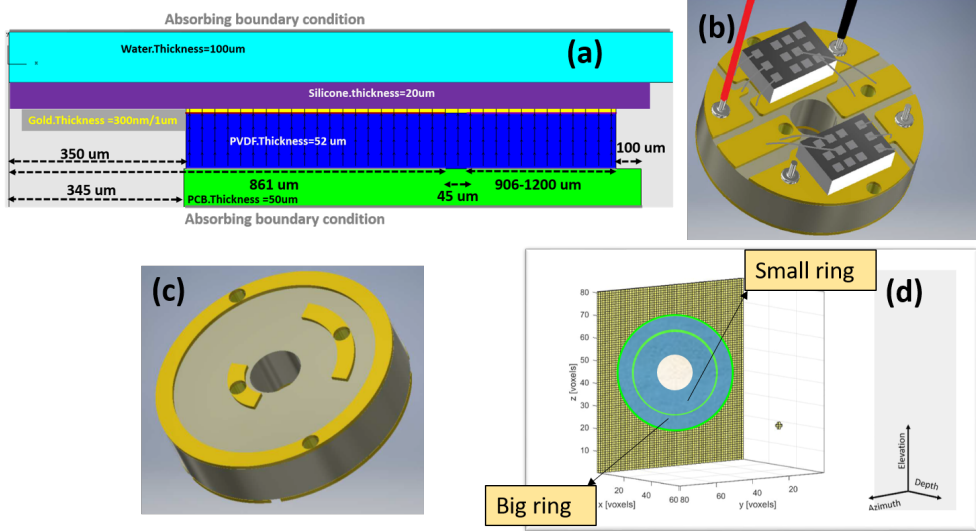 Absorbing boundary condition
(a)
Water.Thickness=100um
x
Silicone.thickness=20um
Gold.Thickness =300nm/1um
PVDF.Thickness=52 um
100 um
350 um
861 um
906-1200 um
345 um
PCB.Thickness=50um
45 um
Absorbing boundary condition
(b)
(c)
(d)
Small ring
Big ring
80
70
60
50
40
30
20
10
z [voxels]
20
40
60
80
60
40
20
x [voxels]
y [voxels]
Elevation
Depth
Azimuth